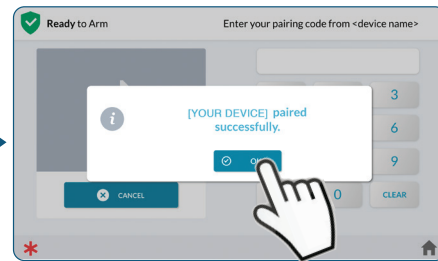 Ready to Arm
Enter your pairing code from <device name>
[YOUR DEVICE] paired
successfully.
3
6
9
0
CANCEL
CLEAR